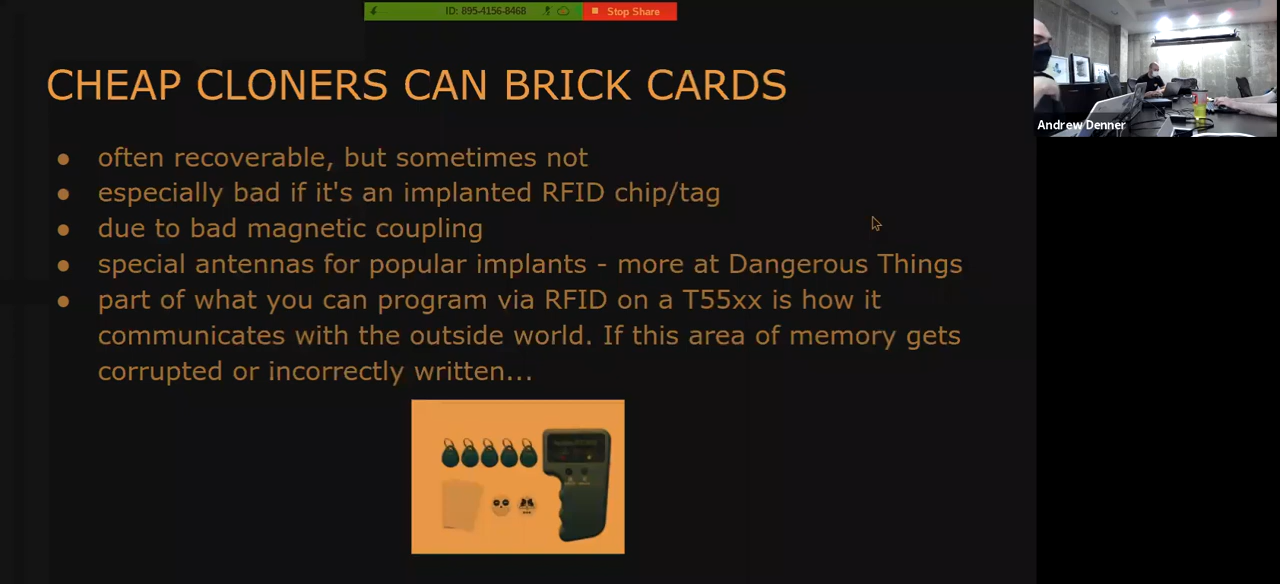 ID: 895-4156-8468
Stop Share
CHEAP CLONERS CAN BRICK CARDS
● often recoverable, but sometimes not
● especially bad if it's an implanted RFID chip/tag
● due to bad magnetic coupling
● special antennas for popular implants - more at Dangerous Things
● part of what you can program via RFID on a T55xx is how it
communicates with the outside world. If this area of memory gets
corrupted or incorrectly written...
Andrew Denner